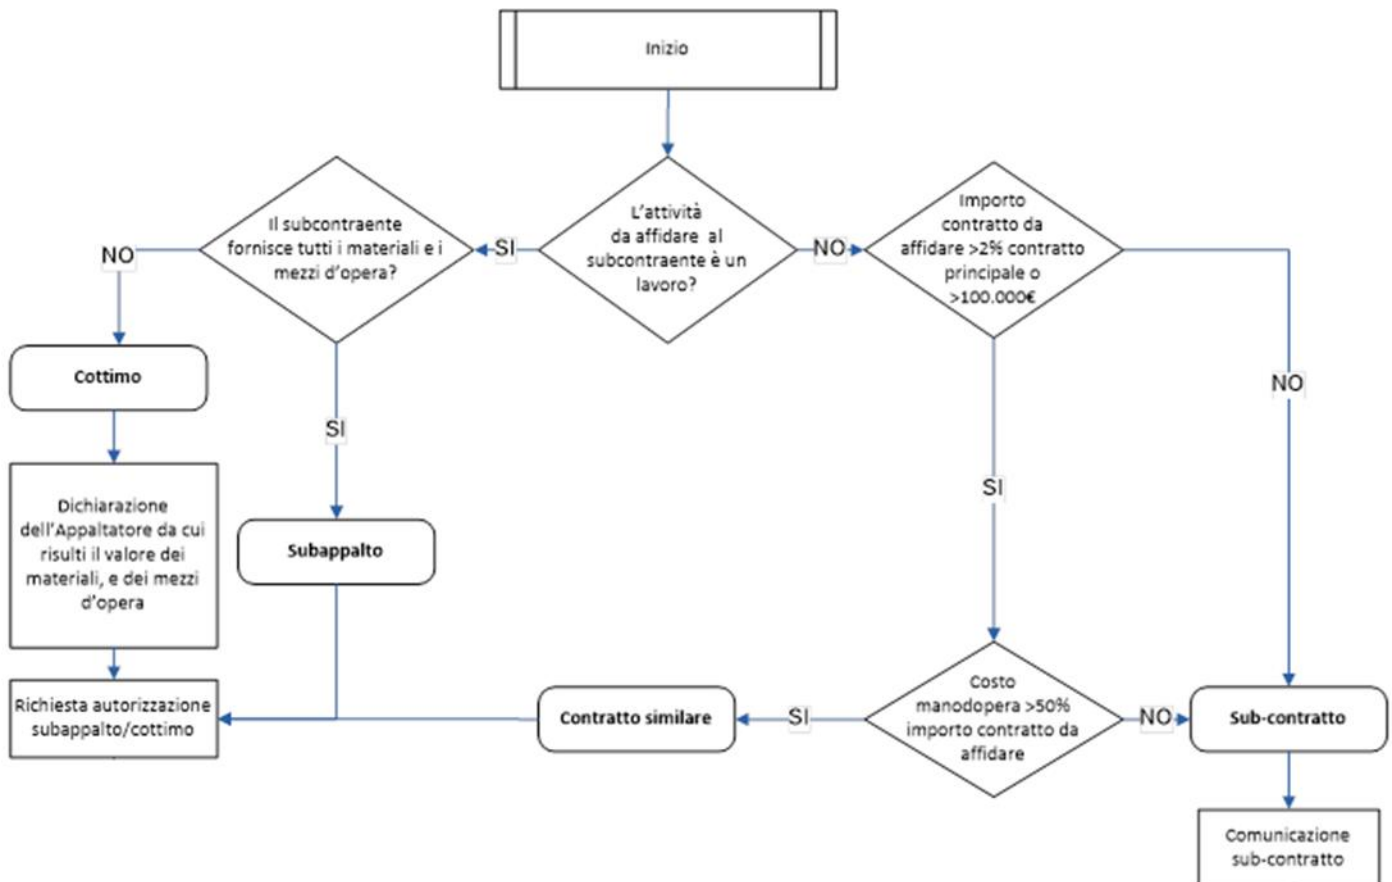 Inizio
L'attività
da affidare al
subcontraente è un
lavoro?
SI
NO
Il subcontraente
fornisce tutti i materiali e i
mezzi d'opera?
NO
SI
Cottimo
Dichiarazione
dell'Appaltatore da cui
risulti il valore dei
materiali, e dei mezzi
d'opera
Subappalto
Richiesta autorizzazione
subappalto/cottimo
Importo
contratto da
affidare >2% contratto
principale o
>100.000€
NO
SI
Costo
manodopera >50%
importo contratto da
affidare
SI
NO
Contratto similare
Sub-contratto
Comunicazione
sub-contratto